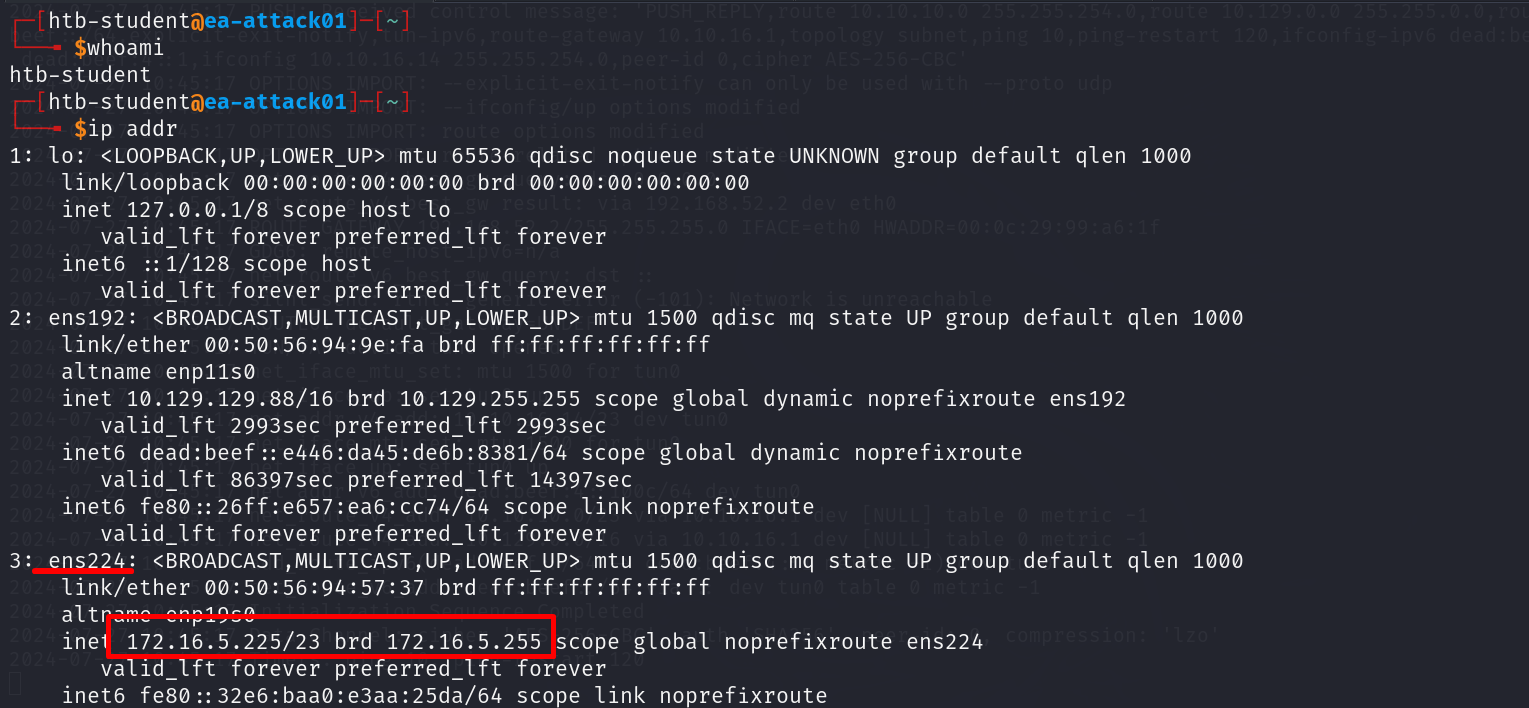 ┌─[htb-student@ea-attack01]─[~]
└──╼ $whoami
htb-student
┌─[htb-student@ea-attack01]─[~]
└──╼ $ip addr
1: lo: <LOOPBACK,UP,LOWER_UP> mtu 65536 qdisc noqueue state UNKNOWN group default qlen 1000
link/loopback 00:00:00:00:00:00 brd 00:00:00:00:00:00
inet 127.0.0.1/8 scope host lo
valid_lft forever preferred_lft forever
inet6 ::1/128 scope host
valid_lft forever preferred_lft forever
2: ens192: <BROADCAST,MULTICAST,UP,LOWER_UP> mtu 1500 qdisc mq state UP group default qlen 1000
link/ether 00:50:56:94:9e:fa brd ff:ff:ff:ff:ff:ff
altname enp11s0
inet 10.129.129.88/16 brd 10.129.255.255 scope global dynamic noprefixroute ens192
valid_lft 2993sec preferred_lft 2993sec
inet6 dead:beef::e446:da45:de6b:8381/64 scope global dynamic noprefixroute
valid_lft 86397sec preferred_lft 14397sec
inet6 fe80::26ff:e657:ea6:cc74/64 scope link noprefixroute
valid_lft forever preferred_lft forever
3: ens224: <BROADCAST,MULTICAST,UP,LOWER_UP> mtu 1500 qdisc mq state UP group default qlen 1000
link/ether 00:50:56:94:57:37 brd ff:ff:ff:ff:ff:ff
altname enp19s0
inet 172.16.5.225/23 brd 172.16.5.255 scope global noprefixroute ens224
valid_lft forever preferred_lft forever
inet6 fe80::32e6:baa0:e3aa:25da/64 scope link noprefixroute